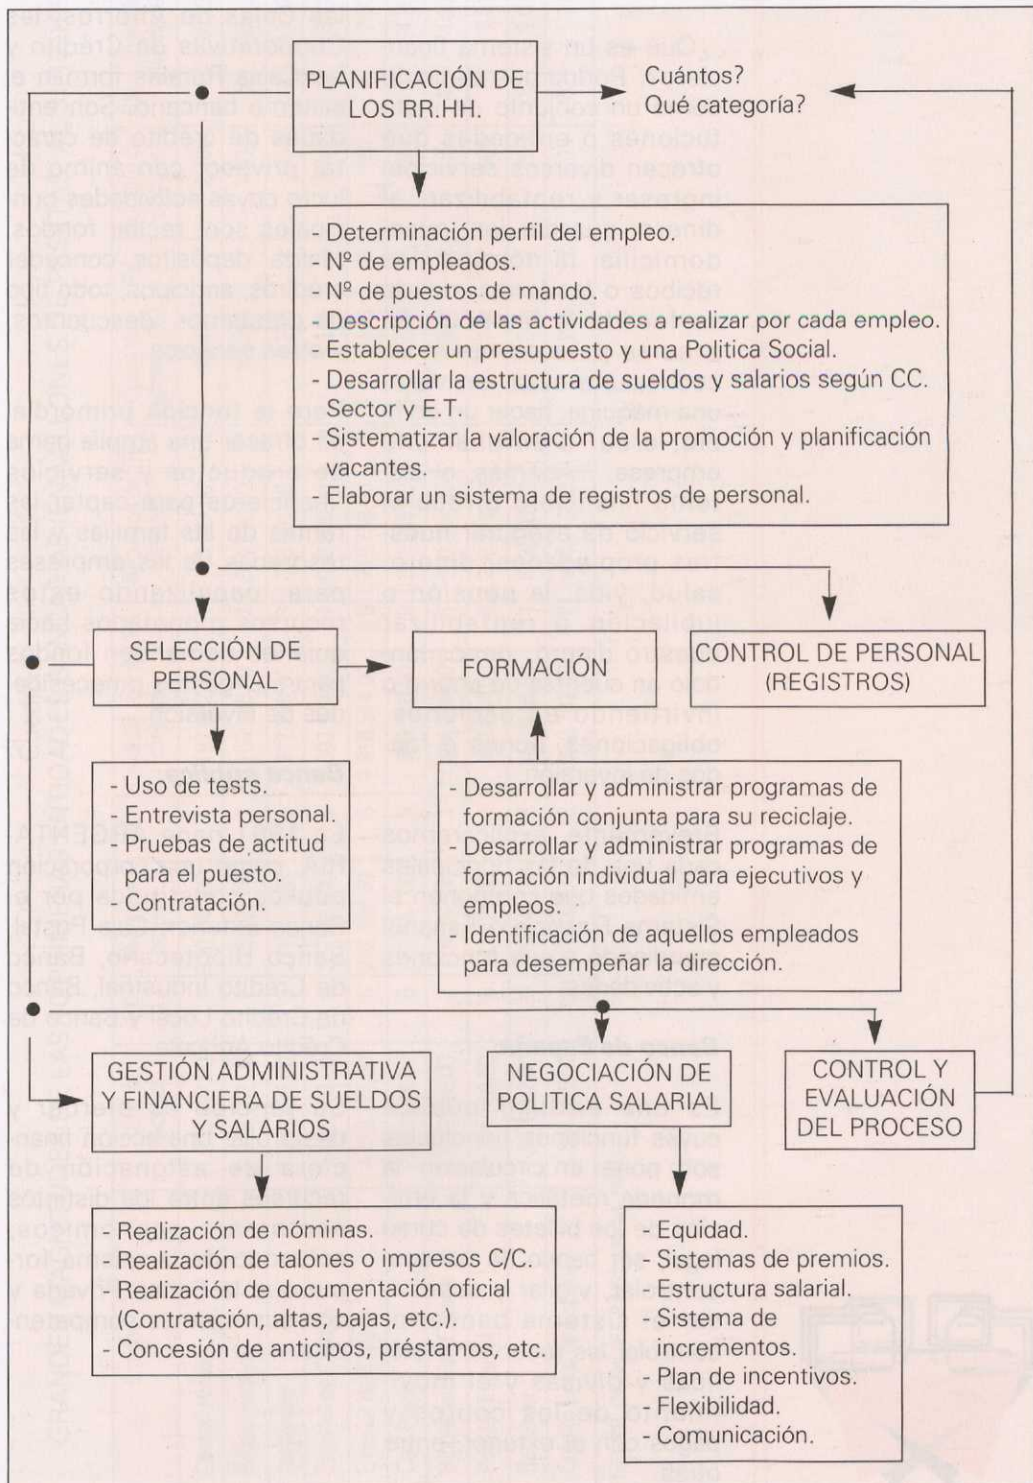 PLANIFICACIÓN DE
LOS RR.HH.
Cuántos?
Qué categoría?
- Determinación perfil del empleo.
- Nº de empleados.
- Nº de puestos de mando.
- Descripción de las actividades a realizar por cada empleo.
- Establecer un presupuesto y una Politica Social.
- Desarrollar la estructura de sueldos y salarios según CC.
Sector y E.T.
- Sistematizar la valoración de la promoción y planificación
vacantes.
- Elaborar un sistema de registros de personal.
SELECCIÓN DE
PERSONAL
FORMACIÓN
CONTROL DE PERSONAL
(REGISTROS)
- Uso de tests.
- Entrevista personal.
- Pruebas de actitud
para el puesto.
- Contratación.
- Desarrollar y administrar programas de
formación conjunta para su reciclaje.
- Desarrollar y administrar programas de
formación individual para ejecutivos y
empleos.
- Identificación de aquellos empleados
para desempeñar la dirección.
GESTIÓN ADMINISTRATIVA
Y FINANCIERA DE SUELDOS
Y SALARIOS
NEGOCIACIÓN DE
POLITICA SALARIAL
CONTROL Y
EVALUACIÓN
DEL PROCESO
- Realización de nóminas.
- Realización de talones o impresos C/C.
- Realización de documentación oficial
(Contratación, altas, bajas, etc.).
- Concesión de anticipos, préstamos, etc.
- Equidad.
- Sistemas de premios.
- Estructura salarial.
- Sistema de
incrementos.
- Plan de incentivos.
- Flexibilidad.
- Comunicación.